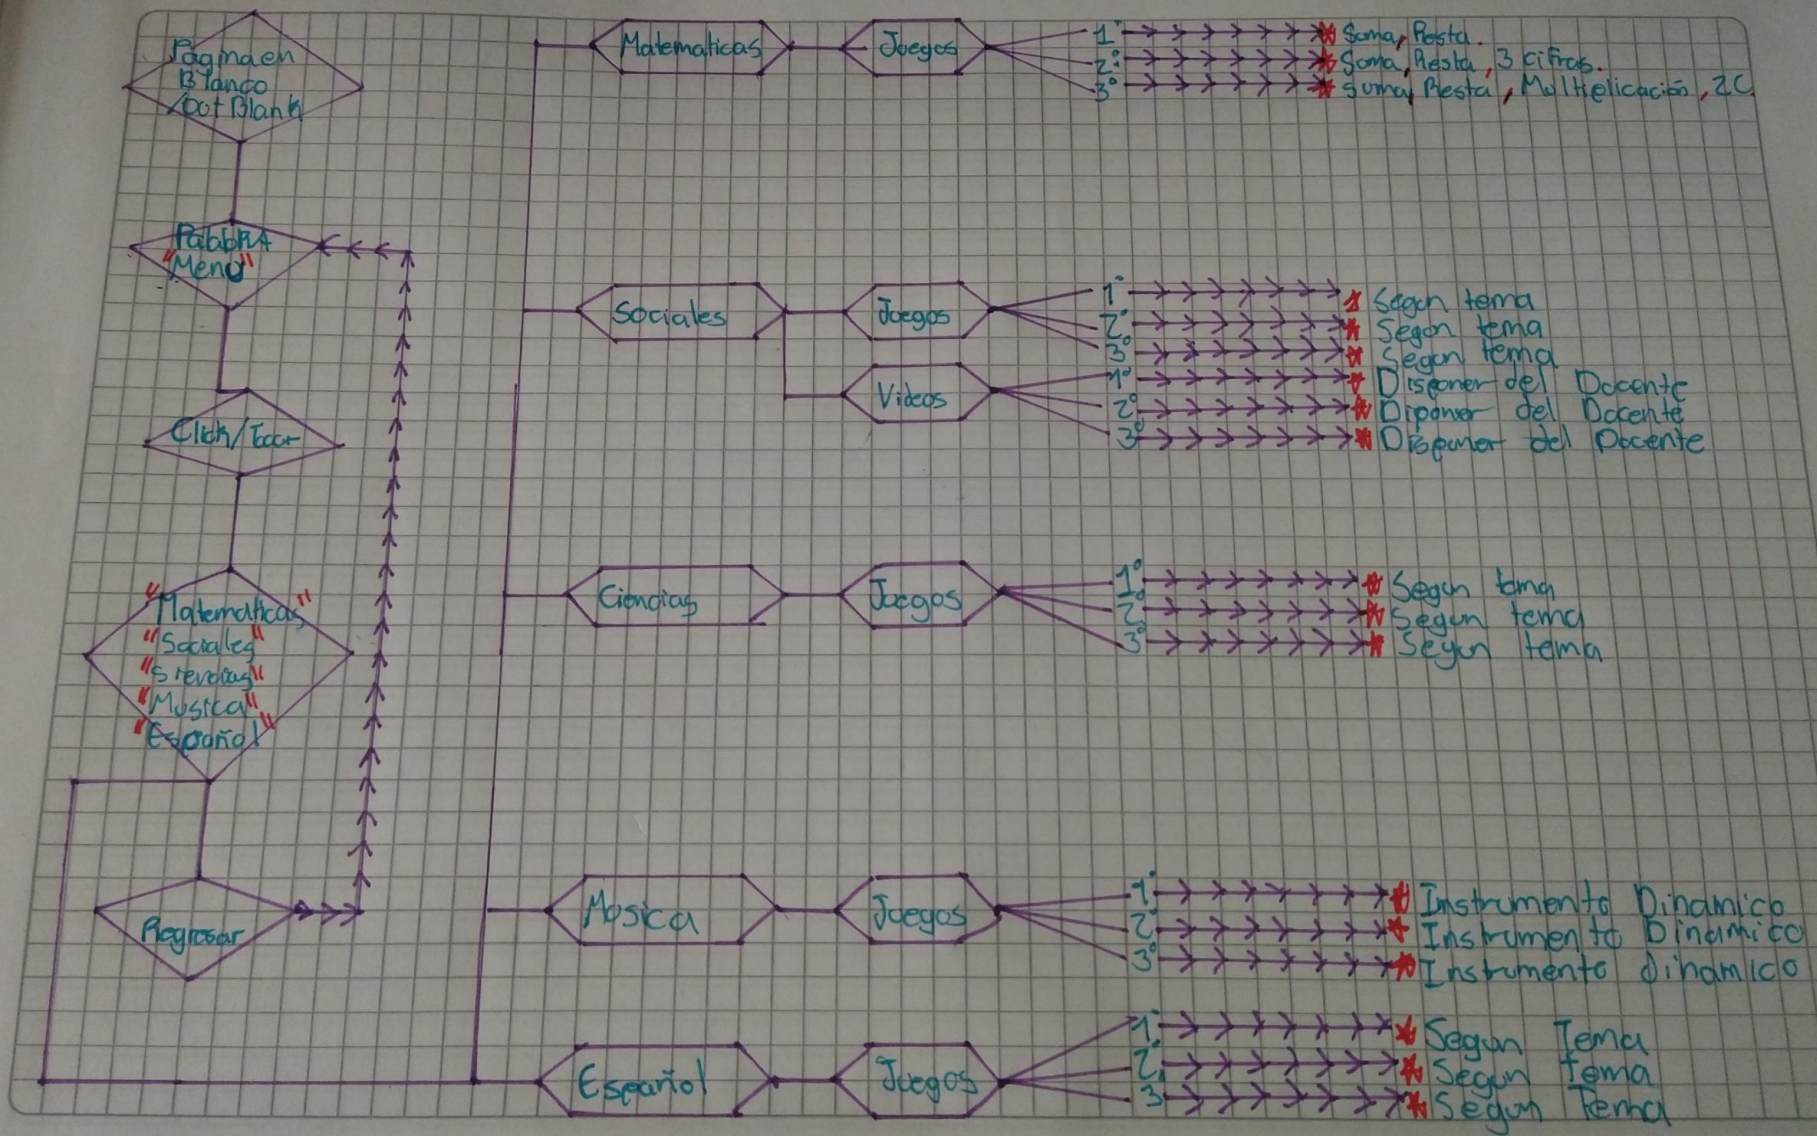 Pagina en
Blanco
Blank
Palabra
"Menú"
Click/Tocar
"Matematicas"
"Sociales"
"Musica"
"Español"
Regresar
Matematicas
Juegos
1° Suma, Resta.
2° Suma, Resta, 3 cifras.
3° Suma, Resta, Multielicación, 2C
Sociales
Juegos
1° Segun tema
2° Segun tema
3° Segun tema
Videos
1° Disponer del Docente
2° Diponer del Docente
3° Disponer del Docente
Ciencias
Juegos
1° Segun tema
2° Segun tema
3° Segun tema
Musica
Juegos
1° Instrumento Dinamico
2° Instrumento Dinamico
3° Instrumento dinamico
Español
Juegos
1° Segun Tema
2° Segun tema
3 Segun Tema